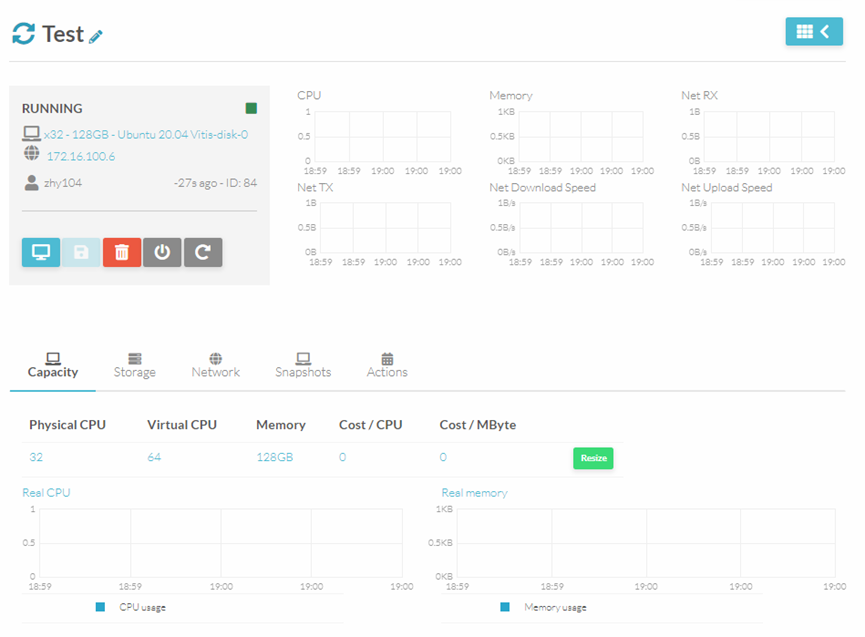 Test
RUNNING
x32 - 128GB - Ubuntu 20.04 Vitis-disk-0
172.16.100.6
zhy104 -27s ago - ID: 84
CPU
1
0.5
0
18:59 18:59 19:00 19:00 19:00
Memory
1KB
0.5KB
0KB
18:59 18:59 19:00 19:00 19:00
Net RX
1B
0.5B
0B
18:59 18:59 19:00 19:00 19:00
Net TX
1B
0.5B
0B
18:59 18:59 19:00 19:00 19:00
Net Download Speed
1B/s
0.5B/s
0B/s
18:59 18:59 19:00 19:00 19:00
Net Upload Speed
1B/s
0.5B/s
0B/s
18:59 18:59 19:00 19:00 19:00
Capacity Storage Network Snapshots Actions
Physical CPU Virtual CPU Memory Cost / CPU Cost / MByte
32 64 128GB 0 0 Resize
Real CPU
1
0.5
0
18:59 18:59 19:00 19:00 19:00
CPU usage
Real memory
1KB
0.5KB
0KB
18:59 18:59 19:00 19:00 19:00
Memory usage